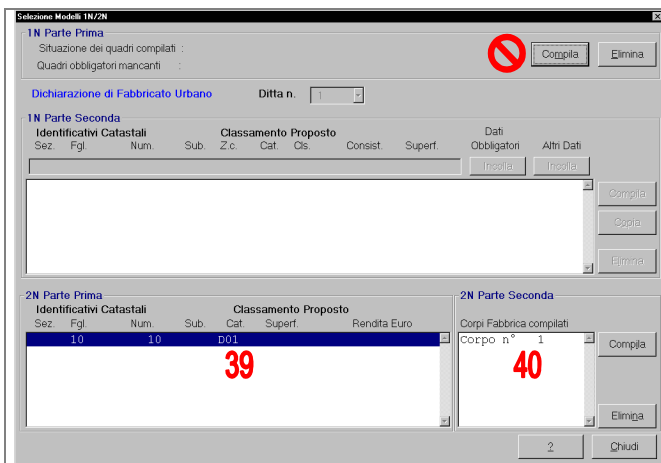 Selezione Modelli 1N/2N
1N Parte Prima
Situazione dei quadri compilati :
Quadri obbligatori mancanti :
Compila Elimina
Dichiarazione di Fabbricato Urbano Ditta n. 1
1N Parte Seconda
Identificativi Catastali Classamento Proposto Dati
Sez. Fgl. Num. Sub. Z.c. Cat. Cls. Consist. Superf. Obbligatori Altri Dati
Incolla Incolla
Compila
Copia
Elimina
2N Parte Prima
Identificativi Catastali Classamento Proposto
Sez. Fgl. Num. Sub. Cat. Superf. Rendita Euro
10 10 D01
39
2N Parte Seconda
Corpi Fabbrica compilati
Corpo n° 1
40
Compila
Elimina
? Chiudi